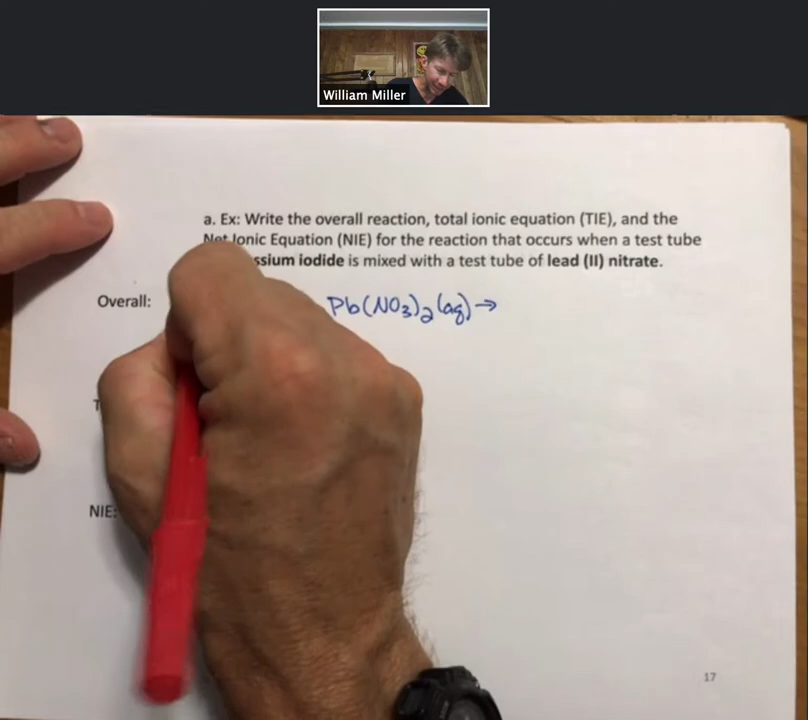 William Miller
a. Ex: Write the overall reaction, total ionic equation (TIE), and the
Net Ionic Equation (NIE) for the reaction that occurs when a test tube
ssium iodide is mixed with a test tube of lead (II) nitrate.
Overall: Pb(NO₃)₂(aq)→
NIE:
17